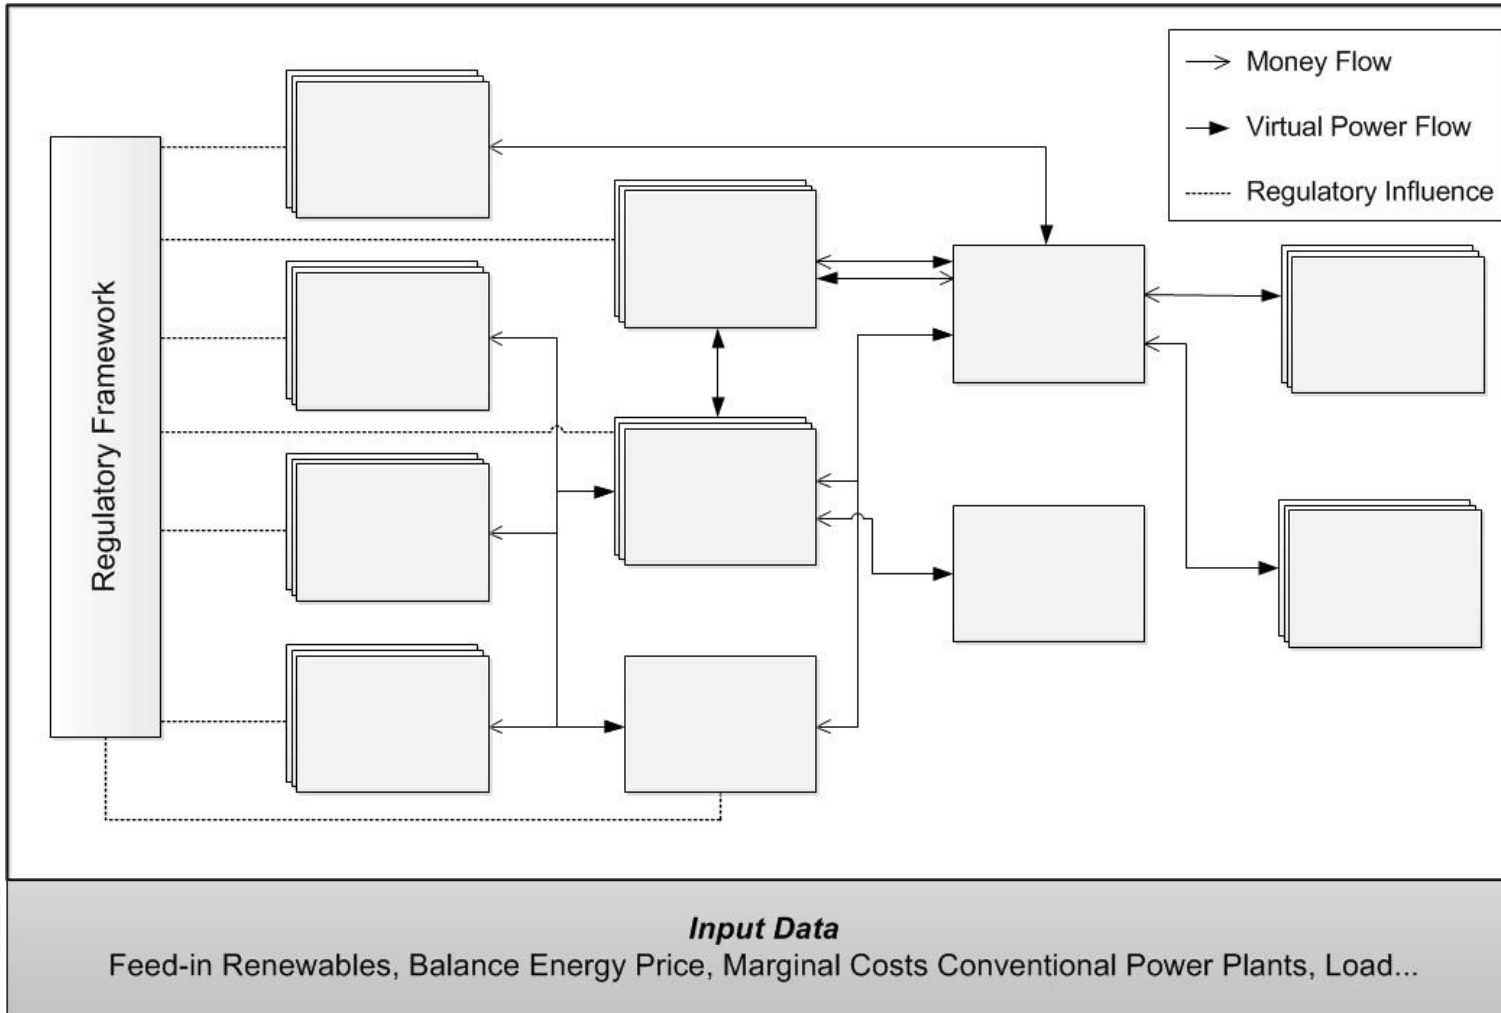 Money Flow
Virtual Power Flow
Regulatory Influence
Regulatory Framework
Input Data
Feed-in Renewables, Balance Energy Price, Marginal Costs Conventional Power Plants, Load...